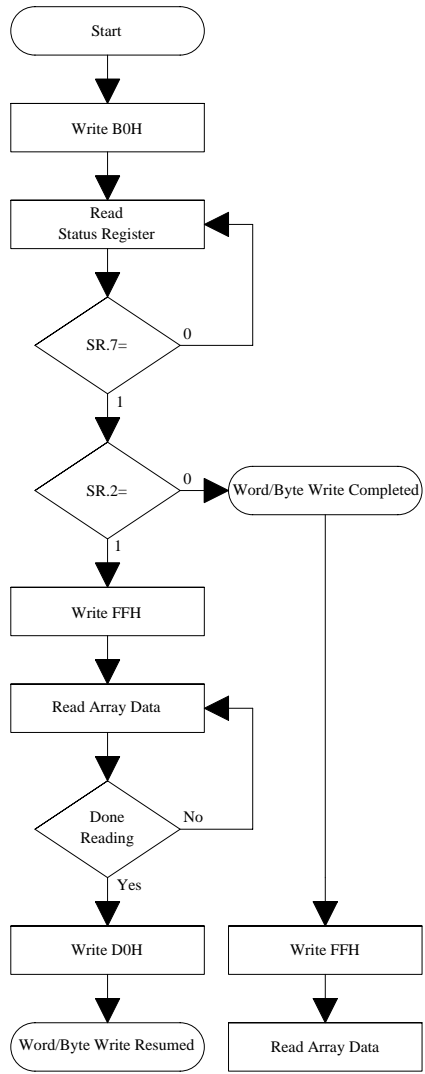 Start
Write B0H
Read
Status Register
SR.7=
0
1
SR.2=
0
Word/Byte Write Completed
1
Write FFH
Read Array Data
Done
Reading
No
Yes
Write D0H
Write FFH
Word/Byte Write Resumed
Read Array Data